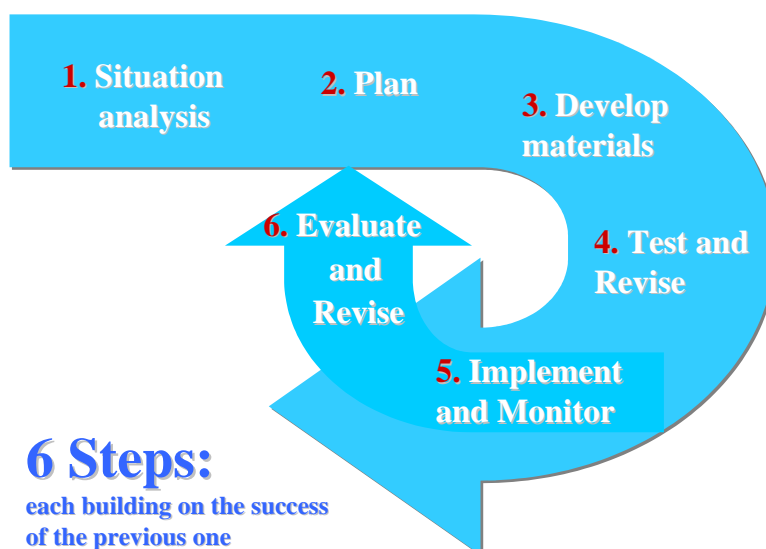 1. Situation
analysis
2. Plan
3. Develop
materials
4. Test and
Revise
5. Implement
and Monitor
6. Evaluate
and
Revise
6 Steps:
each building on the success
of the previous one